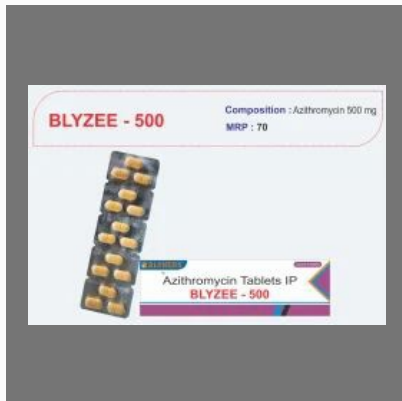 BLYZEE - 500
Composition : Azithromycin 500 mg
MRP : 70
Azithromycin Tablets IP
BLYZEE - 500